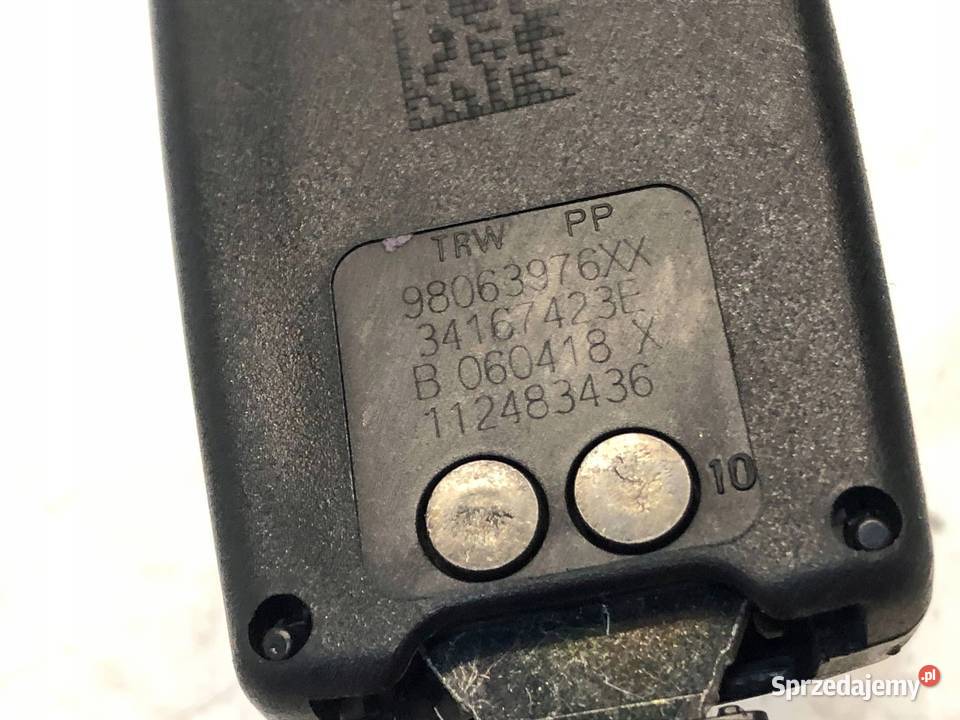 TRW PP
98063976XX
34167423E
B 060418 X
112483436
10
Sprzedajemy.pl